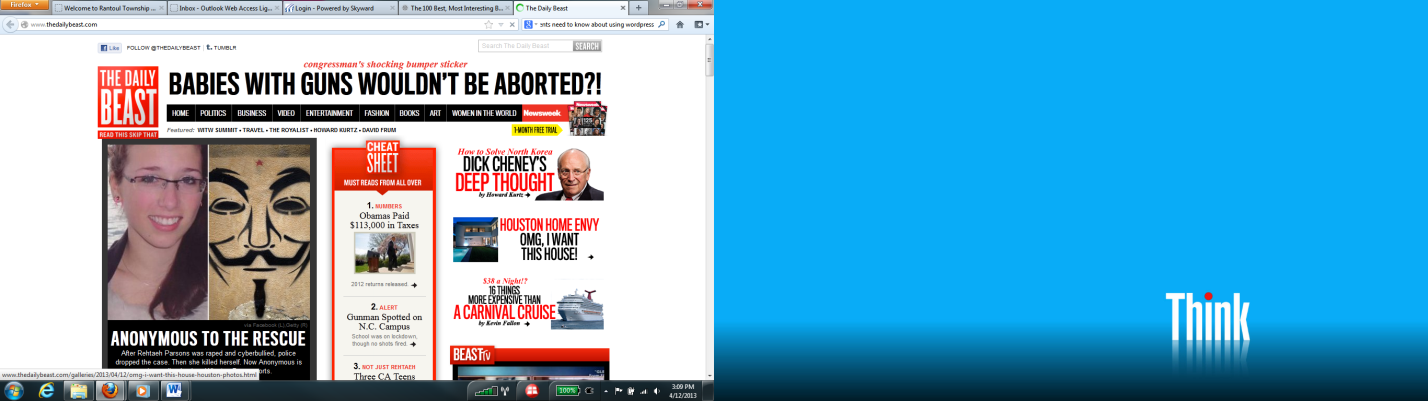 Firefox
Welcome to Rantoul Township ...
Inbox - Outlook Web Access Lig...
Login - Powered by Skyward
The 100 Best, Most Interesting B...
The Daily Beast
www.thedailybeast.com
ents need to know about using wordpress
Like
FOLLOW @THEDAILYBEAST
t. TUMBLR
Search The Daily Beast
SEARCH
congressman's shocking bumper sticker
THE DAILY BEAST
BABIES WITH GUNS WOULDN'T BE ABORTED?!
READ THIS SKIP THAT
HOME POLITICS BUSINESS VIDEO ENTERTAINMENT FASHION BOOKS ART WOMEN IN THE WORLD Newsweek
Featured: WITW SUMMIT • TRAVEL • THE ROYALIST • HOWARD KURTZ • DAVID FRUM
1-MONTH FREE TRIAL
via Facebook (L) Getty (R)
ANONYMOUS TO THE RESCUE
After Rehtaeh Parsons was raped and cyberbullied, police
dropped the case. Then she killed herself. Now Anonymous is
orts.
CHEAT
SHEET
MUST READS FROM ALL OVER
1. NUMBERS
Obamas Paid
$113,000 in Taxes
2012 returns released.
2. ALERT
Gunman Spotted on
N.C. Campus
School was on lockdown,
though no shots fired.
3. NOT JUST REHTAEH
Three CA Teens
How to Solve North Korea
DICK CHENEY'S
DEEP THOUGHT
by Howard Kurtz
HOUSTON HOME ENVY
OMG, I WANT
THIS HOUSE!
$38 a Night!?
16 THINGS
MORE EXPENSIVE THAN
A CARNIVAL CRUISE
by Kevin Fallon
BEAST TV
www.thedailybeast.com/galleries/2013/04/12/omg-i-want-this-house-houston-photos.html
100%
3:09 PM
4/12/2013
Think